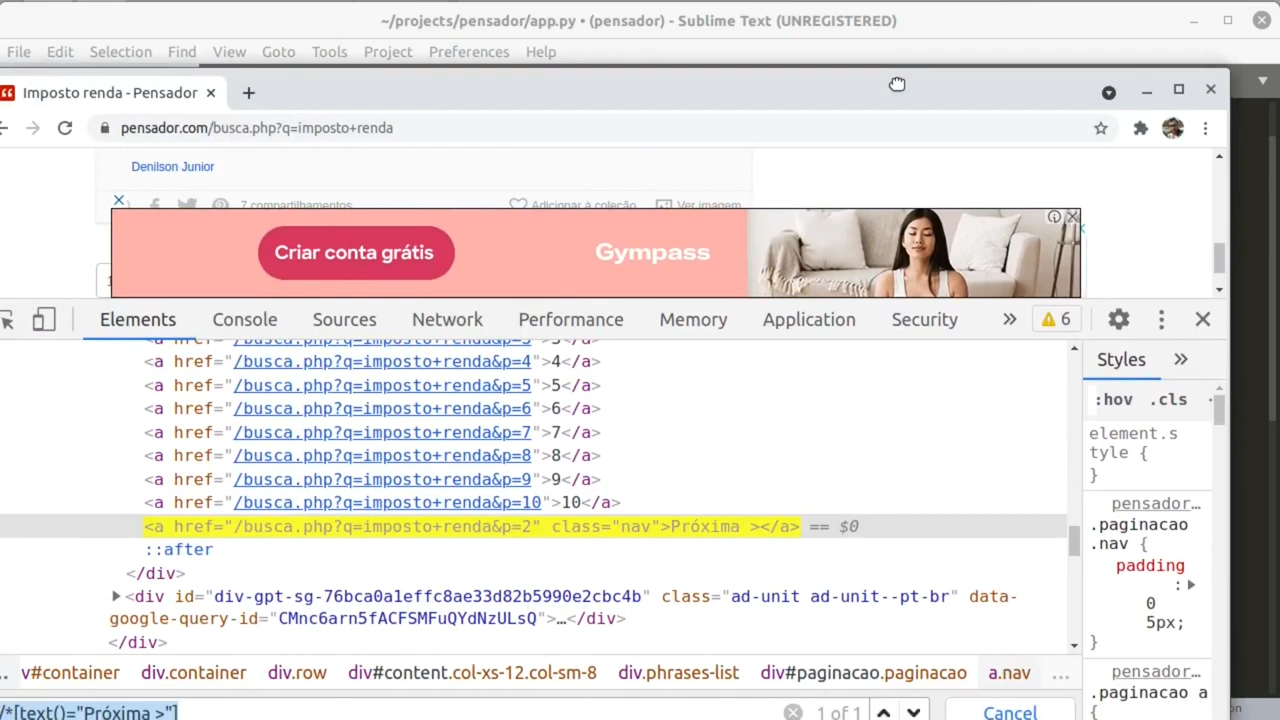 ~/projects/pensador/app.py • (pensador) - Sublime Text (UNREGISTERED)
File Edit Selection Find View Goto Tools Project Preferences Help
Imposto renda - Pensador
pensador.com/busca.php?q=imposto+renda
Denilson Junior
7 compartilhamentos Adicionar à coleção Ver imagem
Criar conta grátis Gympass
Elements Console Sources Network Performance Memory Application Security » 6
Styles »
<a href="/busca.php?q=imposto+renda&p=4">4</a>
<a href="/busca.php?q=imposto+renda&p=5">5</a>
<a href="/busca.php?q=imposto+renda&p=6">6</a>
<a href="/busca.php?q=imposto+renda&p=7">7</a>
<a href="/busca.php?q=imposto+renda&p=8">8</a>
<a href="/busca.php?q=imposto+renda&p=9">9</a>
<a href="/busca.php?q=imposto+renda&p=10">10</a>
<a href="/busca.php?q=imposto+renda&p=2" class="nav">Próxima ></a> == $0
::after
</div>
<div id="div-gpt-sg-76bca0a1effc8ae33d82b5990e2cbc4b" class="ad-unit ad-unit--pt-br" data-
google-query-id="CMnc6arn5fACFSMFuQYdNzULsQ">…</div>
</div>
:hov .cls
element.s
tyle {
}
pensador…
.paginacao
.nav {
padding
:
0
5px;
}
pensador…
.paginacao a
{
.. v#container div.container div.row div#content.col-xs-12.col-sm-8 div.phrases-list div#paginacao.paginacao a.nav ...
/*[text()="Próxima >"] 1 of 1 Cancel